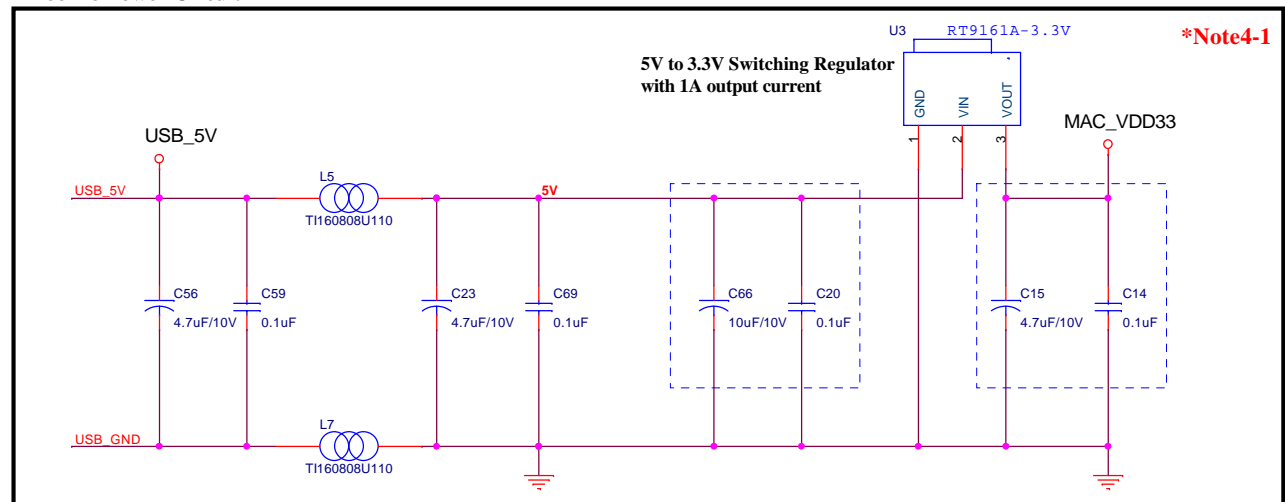 U3 RT9161A-3.3V
*Note4-1
5V to 3.3V Switching Regulator
with 1A output current
GND VIN VOUT
1 2 3
USB_5V
MAC_VDD33
USB_5V
L5
5V
TI160808U110
C56
4.7uF/10V
C59
0.1uF
C23
4.7uF/10V
C69
0.1uF
C66
10uF/10V
C20
0.1uF
C15
4.7uF/10V
C14
0.1uF
USB_GND
L7
TI160808U110